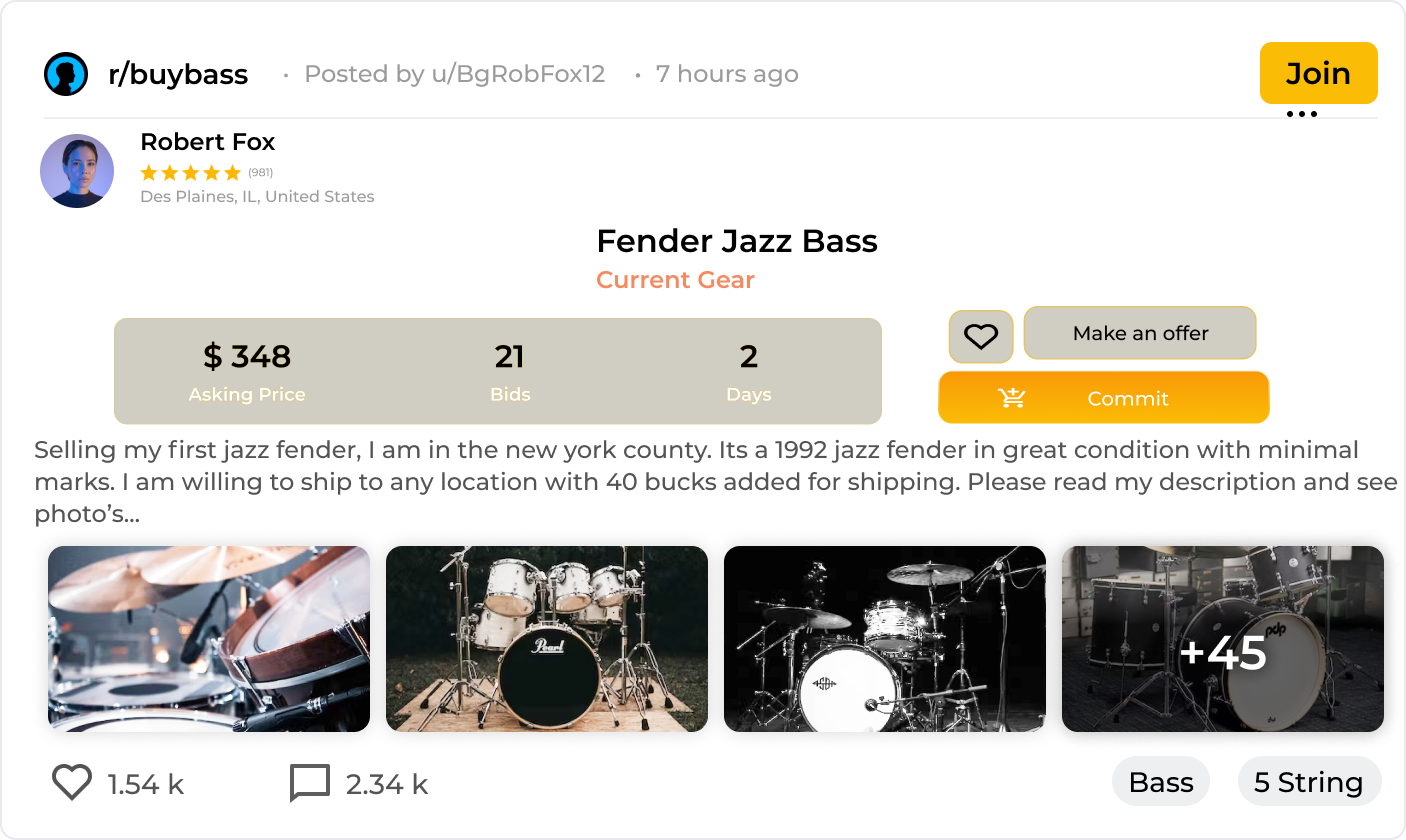 r/buybass · Posted by u/BgRobFox12 · 7 hours ago Join
Robert Fox
(981)
Des Plaines, IL, United States
Fender Jazz Bass
Current Gear
$ 348 21 2
Asking Price Bids Days
Make an offer
Commit
Selling my first jazz fender, I am in the new york county. Its a 1992 jazz fender in great condition with minimal
marks. I am willing to ship to any location with 40 bucks added for shipping. Please read my description and see
photo’s...
Pearl
pdp
+45
1.54 k 2.34 k Bass 5 String